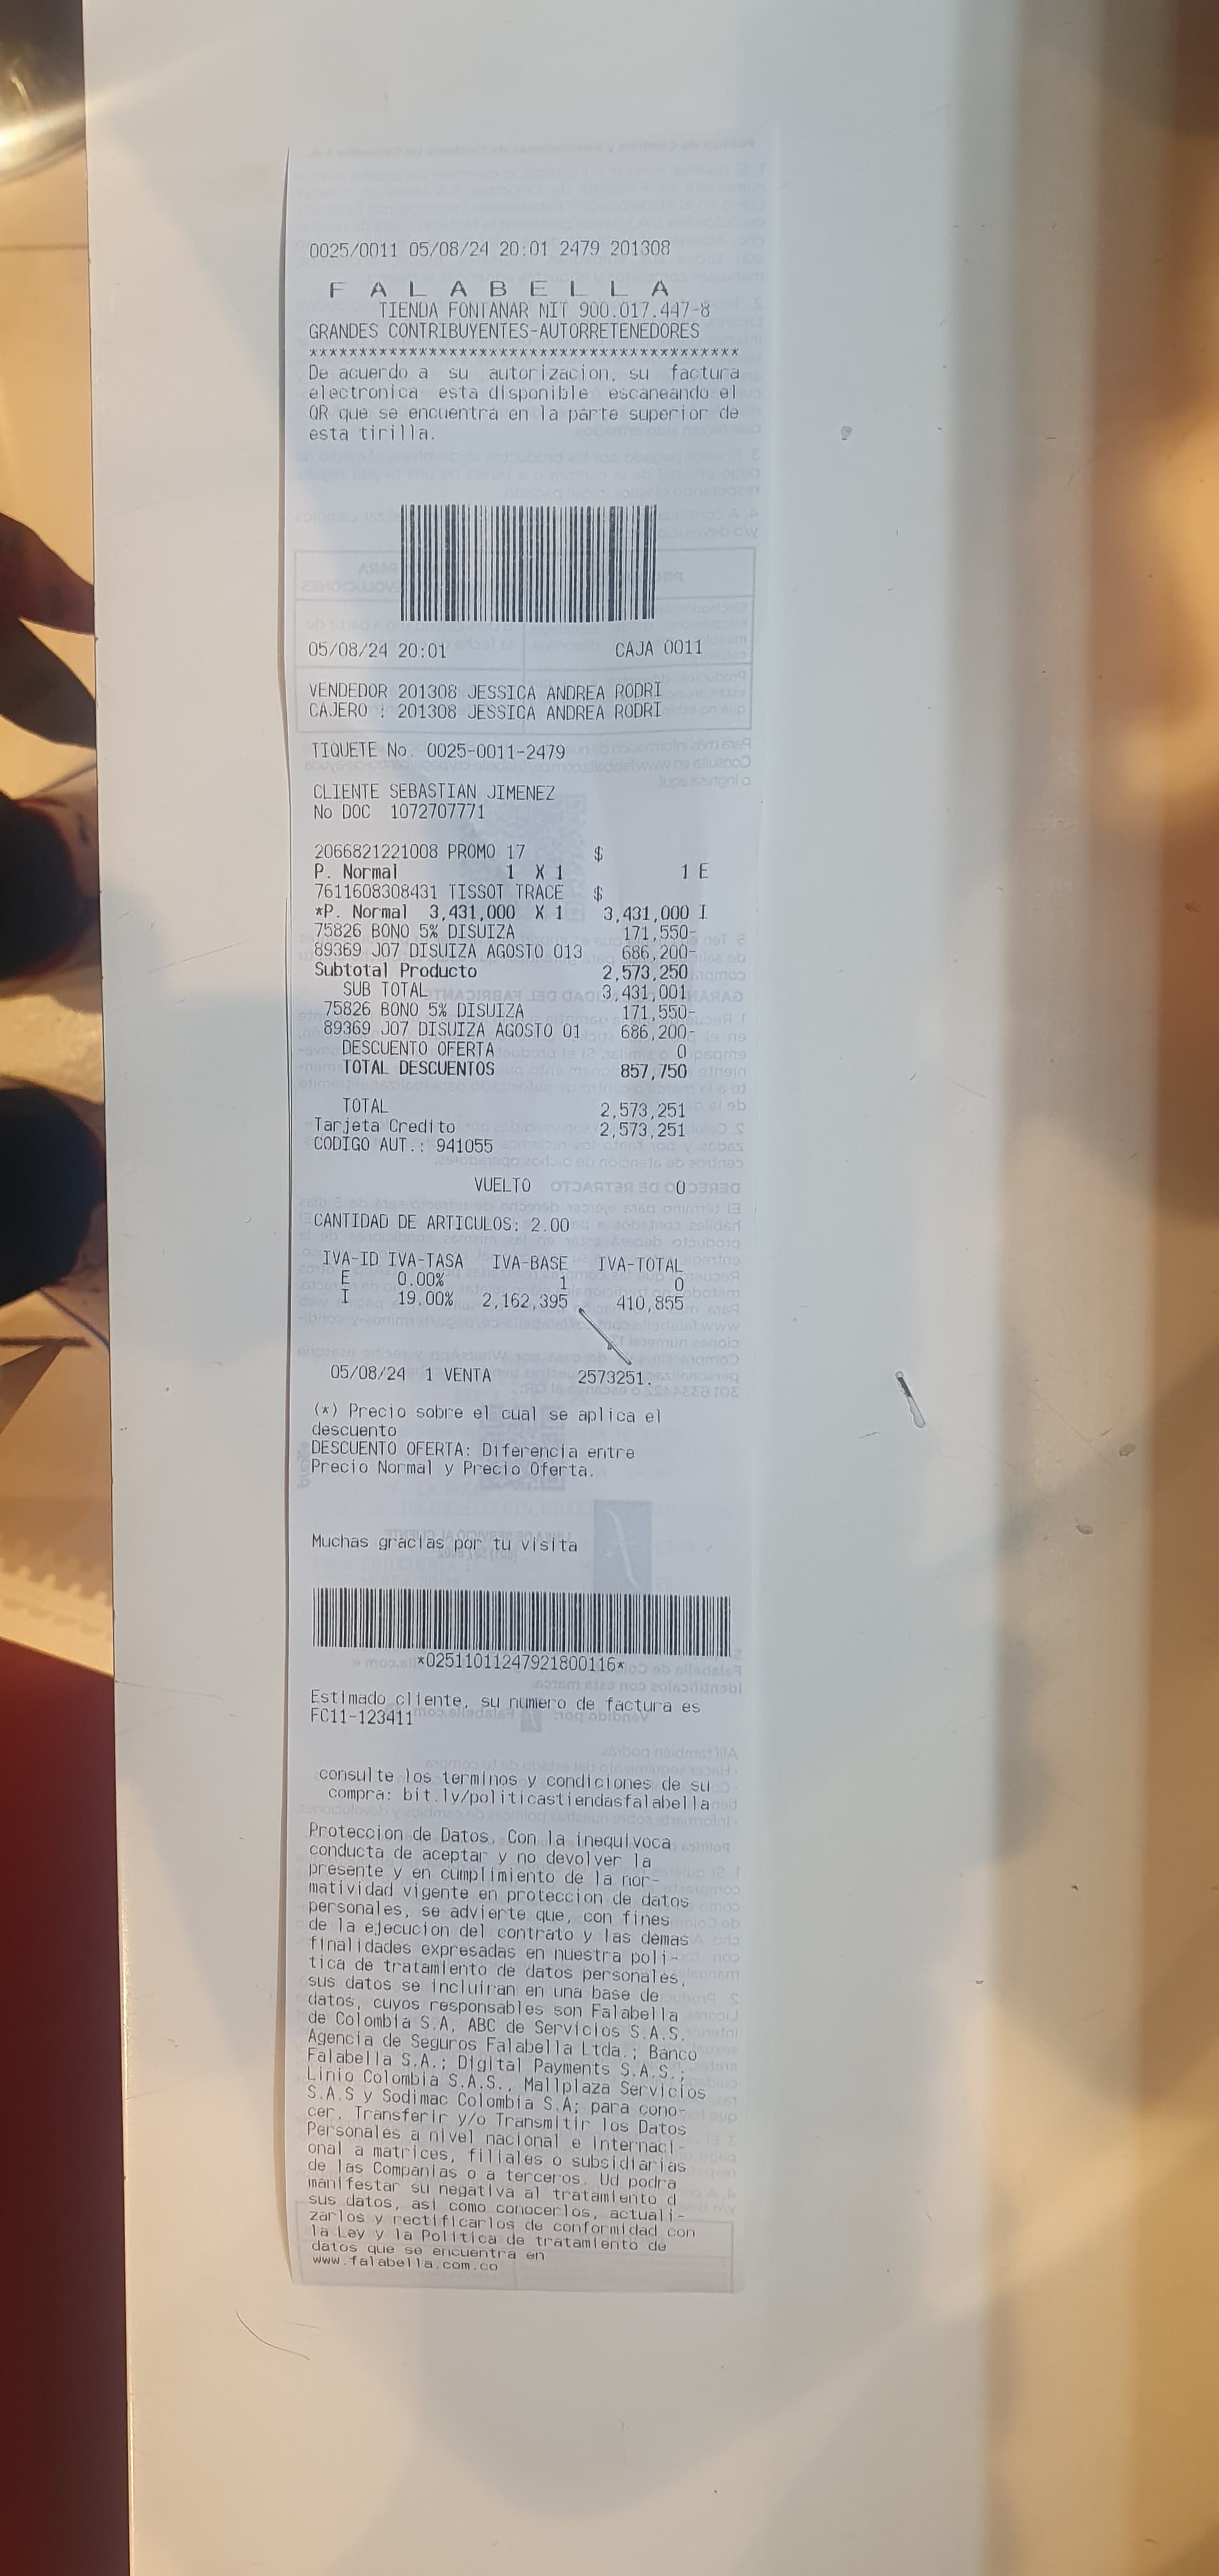 0025/0011 05/08/24 20:01 2479 201308
F A L A B E L L A
TIENDA FONTANAR NIT 900.017.447-8
GRANDES CONTRIBUYENTES-AUTORRETENEDORES
*******************************************
De acuerdo a su autorizacion, su factura
electronica esta disponible escaneando el
QR que se encuentra en la parte superior de
esta tirilla.
05/08/24 20:01 CAJA 0011
VENDEDOR 201308 JESSICA ANDREA RODRI
CAJERO : 201308 JESSICA ANDREA RODRI
TIQUETE No. 0025-0011-2479
CLIENTE SEBASTIAN JIMENEZ
No DOC 1072707771
2066821221008 PROMO 17 $
P. Normal 1 X 1 1 E
7611608308431 TISSOT TRACE $
*P. Normal 3,431,000 X 1 3,431,000 I
75826 BONO 5% DISUIZA 171,550-
89369 J07 DISUIZA AGOSTO 013 686,200-
Subtotal Producto 2,573,250
SUB TOTAL 3,431,001
75826 BONO 5% DISUIZA 171,550-
89369 J07 DISUIZA AGOSTO 01 686,200-
DESCUENTO OFERTA 0
TOTAL DESCUENTOS 857,750
TOTAL 2,573,251
Tarjeta Credito 2,573,251
CODIGO AUT.: 941055
VUELTO 0
CANTIDAD DE ARTICULOS: 2.00
IVA-ID IVA-TASA IVA-BASE IVA-TOTAL
E 0.00% 1 0
I 19.00% 2,162,395 410,855
05/08/24 1 VENTA 2573251.
(*) Precio sobre el cual se aplica el
descuento
DESCUENTO OFERTA: Diferencia entre
Precio Normal y Precio Oferta.
Muchas gracias por tu visita
*02511011247921800116*
Estimado cliente, su numero de factura es
FC11-123411
consulte los terminos y condiciones de su
compra: bit.ly/politicastiendasfalabella
Proteccion de Datos. Con la inequivoca
conducta de aceptar y no devolver la
presente y en cumplimiento de la nor-
matividad vigente en proteccion de datos
personales, se advierte que, con fines
de la ejecucion del contrato y las demas
finalidades expresadas en nuestra poli-
tica de tratamiento de datos personales,
sus datos se incluiran en una base de
datos, cuyos responsables son Falabella
de Colombia S.A, ABC de Servicios S.A.S.
Agencia de Seguros Falabella Ltda.; Banco
Falabella S.A.; Digital Payments S.A.S.;
Linio Colombia S.A.S., Mallplaza Servicios
S.A.S y Sodimac Colombia S.A; para cono-
cer, Transferir y/o Transmitir los Datos
Personales a nivel nacional e internaci-
onal a matrices, filiales o subsidiarias
de las Companias o a terceros. Ud podra
manifestar su negativa al tratamiento d
sus datos, asi como conocerlos, actuali-
zarlos y rectificarlos de conformidad con
la Ley y la Politica de tratamiento de
datos que se encuentra en
www.falabella.com.co